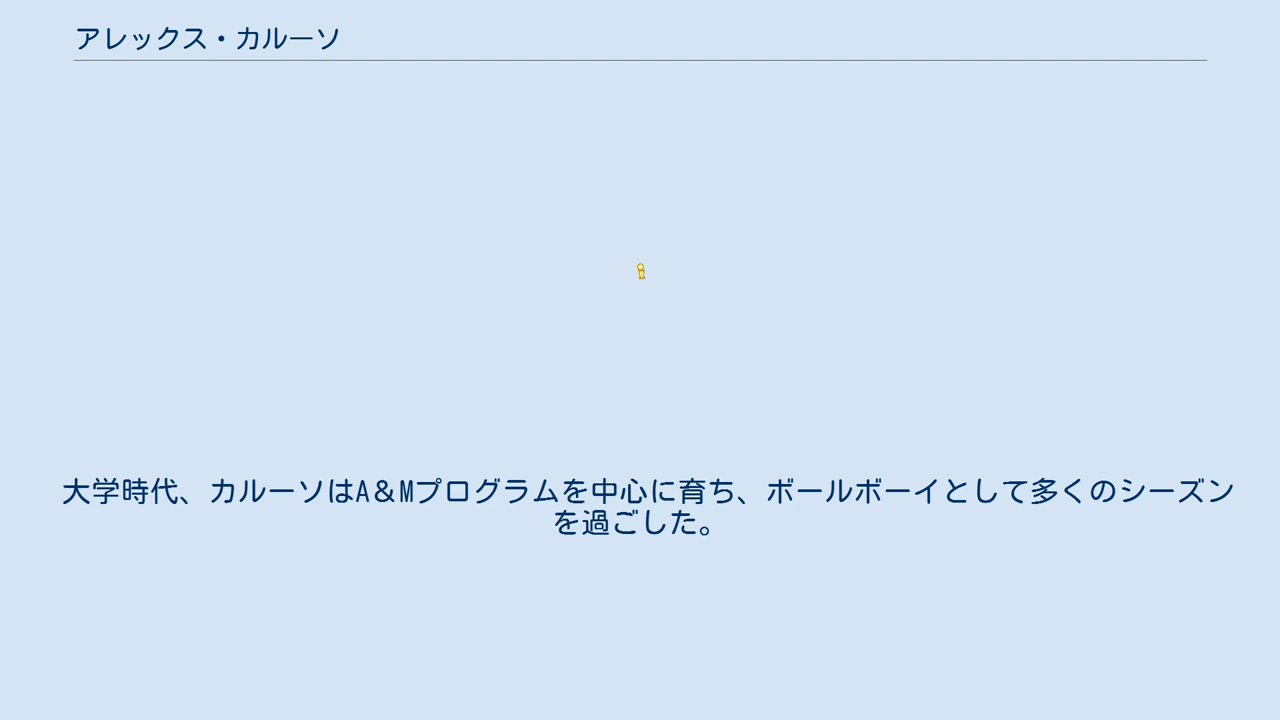 アレックス・カルーソ
大学時代、カルーソはA＆Mプログラムを中心に育ち、ボールボーイとして多くのシーズン
を過ごした。